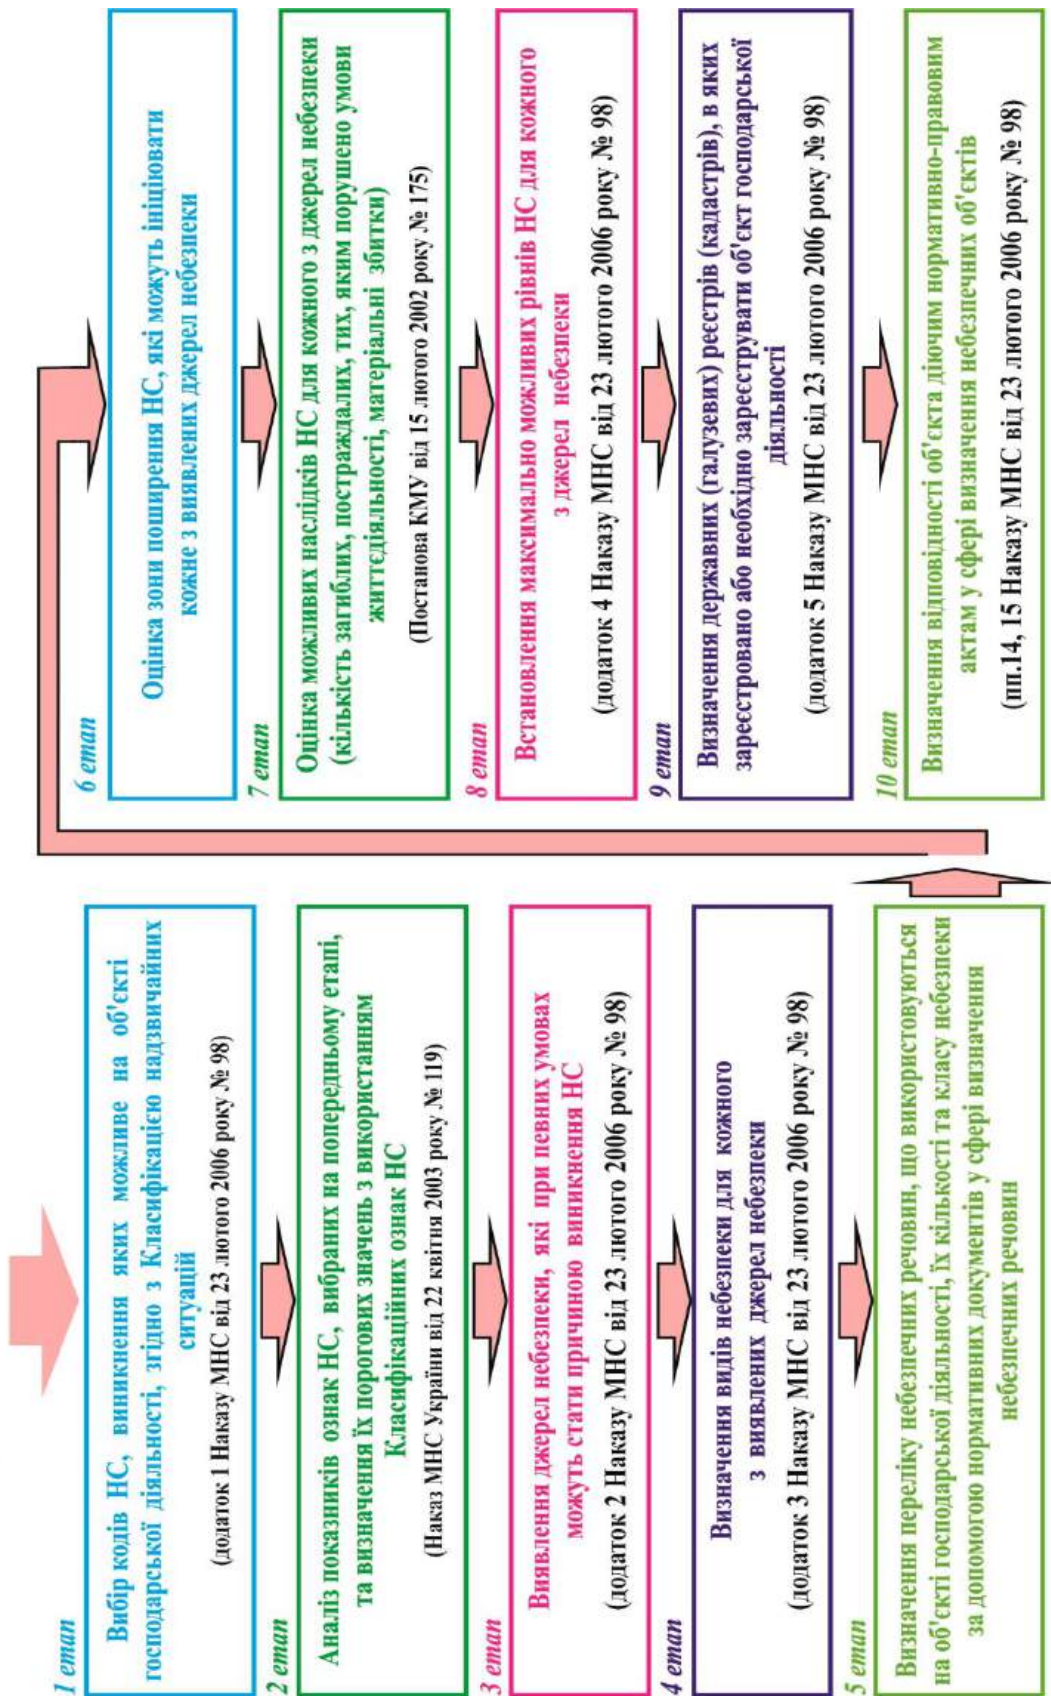 1 етап
Вибір кодів НС, виникнення яких можливе на об'єкті
господарської діяльності, згідно з Класифікацією надзвичайних
ситуацій
(додаток 1 Наказу МНС від 23 лютого 2006 року № 98)
2 етап
Аналіз показників ознак НС, вибраних на попередньому етапі,
та визначення їх порогових значень з використанням
Класифікаційних ознак НС
(Наказ МНС України від 22 квітня 2003 року № 119)
3 етап
Виявлення джерел небезпеки, які при певних умовах
можуть стати причиною виникнення НС
(додаток 2 Наказу МНС від 23 лютого 2006 року № 98)
4 етап
Визначення видів небезпеки для кожного
з виявлених джерел небезпеки
(додаток 3 Наказу МНС від 23 лютого 2006 року № 98)
5 етап
Визначення переліку небезпечних речовин, що використовуються
на об'єкті господарської діяльності, їх кількості та класу небезпеки
за допомогою нормативних документів у сфері визначення
небезпечних речовин
6 етап
Оцінка зони поширення НС, які можуть ініціювати
кожне з виявлених джерел небезпеки
7 етап
Оцінка можливих наслідків НС для кожного з джерел небезпеки
(кількість загиблих, постраждалих, тих, яким порушено умови
життєдіяльності, матеріальні збитки)
(Постанова КМУ від 15 лютого 2002 року № 175)
8 етап
Встановлення максимально можливих рівнів НС для кожного
з джерел небезпеки
(додаток 4 Наказу МНС від 23 лютого 2006 року № 98)
9 етап
Визначення державних (галузевих) реєстрів (кадастрів), в яких
зареєстровано або необхідно зареєструвати об'єкт господарської
діяльності
(додаток 5 Наказу МНС від 23 лютого 2006 року № 98)
10 етап
Визначення відповідності об'єкта діючим нормативно-правовим
актам у сфері визначення небезпечних об'єктів
(пп.14, 15 Наказу МНС від 23 лютого 2006 року № 98)